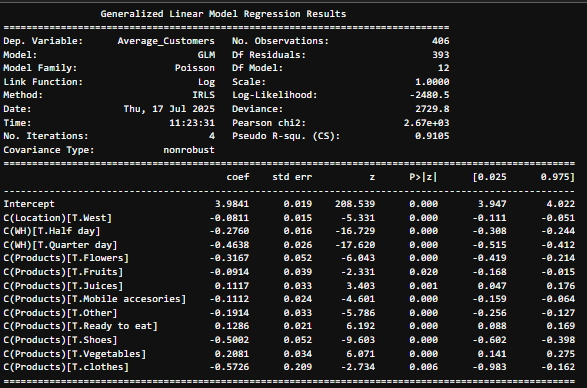 Generalized Linear Model Regression Results
==============================================================================
Dep. Variable: Average_Customers No. Observations: 406
Model: GLM Df Residuals: 393
Model Family: Poisson Df Model: 12
Link Function: Log Scale: 1.0000
Method: IRLS Log-Likelihood: -2480.5
Date: Thu, 17 Jul 2025 Deviance: 2729.8
Time: 11:23:31 Pearson chi2: 2.67e+03
No. Iterations: 4 Pseudo R-squ. (CS): 0.9105
Covariance Type: nonrobust
==================================================================================================
coef std err z P>|z| [0.025 0.975]
--------------------------------------------------------------------------------------------------
Intercept 3.9841 0.019 208.539 0.000 3.947 4.022
C(Location)[T.West] -0.0811 0.015 -5.331 0.000 -0.111 -0.051
C(WH)[T.Half day] -0.2760 0.016 -16.729 0.000 -0.308 -0.244
C(WH)[T.Quarter day] -0.4638 0.026 -17.620 0.000 -0.515 -0.412
C(Products)[T.Flowers] -0.3167 0.052 -6.043 0.000 -0.419 -0.214
C(Products)[T.Fruits] -0.0914 0.039 -2.331 0.020 -0.168 -0.015
C(Products)[T.Juices] 0.1117 0.033 3.403 0.001 0.047 0.176
C(Products)[T.Mobile accesories] -0.1112 0.024 -4.601 0.000 -0.159 -0.064
C(Products)[T.Other] -0.1914 0.033 -5.786 0.000 -0.256 -0.127
C(Products)[T.Ready to eat] 0.1286 0.021 6.192 0.000 0.088 0.169
C(Products)[T.Shoes] -0.5002 0.052 -9.603 0.000 -0.602 -0.398
C(Products)[T.Vegetables] 0.2081 0.034 6.071 0.000 0.141 0.275
C(Products)[T.clothes] -0.5726 0.209 -2.734 0.006 -0.983 -0.162
==================================================================================================